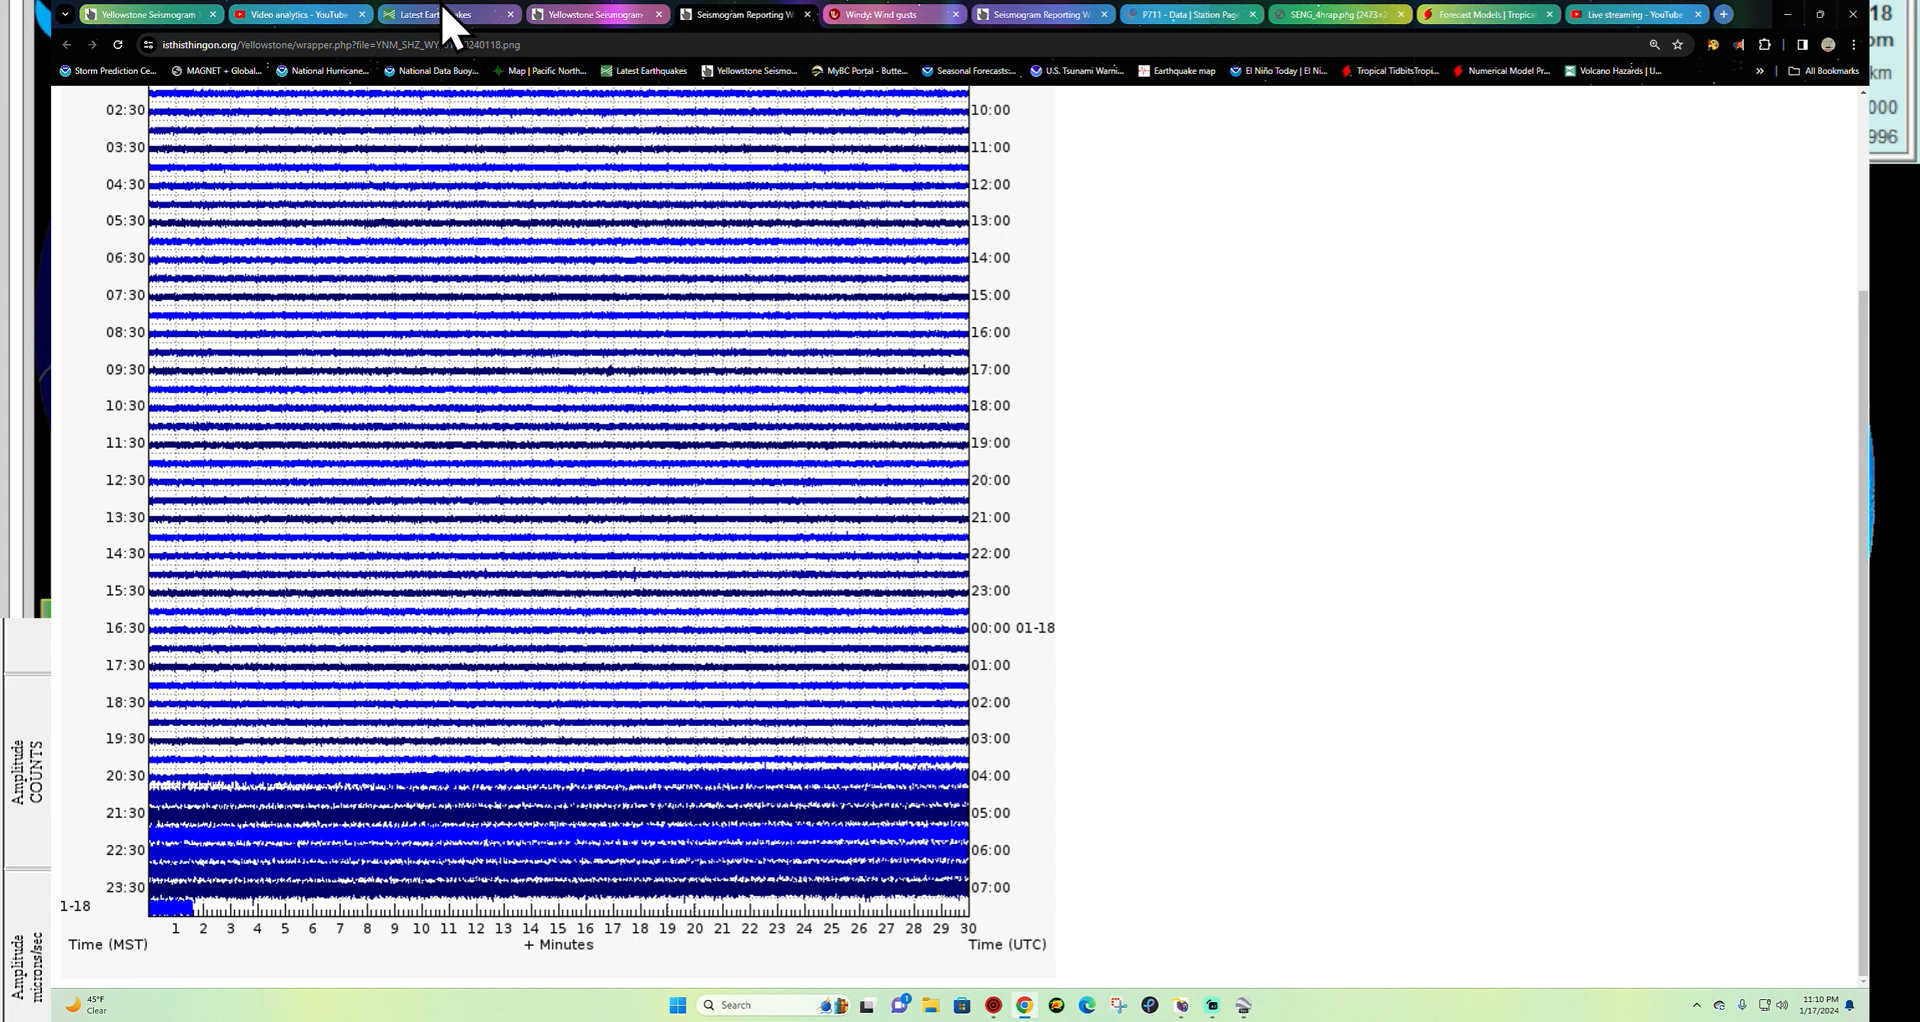 Yellowstone Seismogram
Video analytics - YouTube
Latest Earthquakes
Yellowstone Seismogram
Seismogram Reporting W
Windy: Wind gusts
Seismogram Reporting W
P711 - Data | Station Page
SENG_4hrap.png (2473×2
Forecast Models | Tropical
Live streaming - YouTube
isthisthingon.org/Yellowstone/wrapper.php?file=YNM_SHZ_WY 240118.png
Storm Prediction Ce...
MAGNET + Global...
National Hurricane...
National Data Buoy...
Map | Pacific North...
Latest Earthquakes
Yellowstone Seismo...
MyBC Portal - Butte...
Seasonal Forecasts:...
U.S. Tsunami Warni...
Earthquake map
El Niño Today | El Ni...
Tropical TidbitsTropi...
Numerical Model Pr...
Volcano Hazards | U...
All Bookmarks
18
om
km
000
996
02:30 10:00
03:30 11:00
04:30 12:00
05:30 13:00
06:30 14:00
07:30 15:00
08:30 16:00
09:30 17:00
10:30 18:00
11:30 19:00
12:30 20:00
13:30 21:00
14:30 22:00
15:30 23:00
16:30 00:00 01-18
17:30 01:00
18:30 02:00
19:30 03:00
20:30 04:00
21:30 05:00
22:30 06:00
23:30 07:00
1-18
1 2 3 4 5 6 7 8 9 10 11 12 13 14 15 16 17 18 19 20 21 22 23 24 25 26 27 28 29 30
Time (MST) + Minutes Time (UTC)
Amplitude
COUNTS
Amplitude
microns/sec
45°F
Clear
Search
1
11:10 PM
1/17/2024